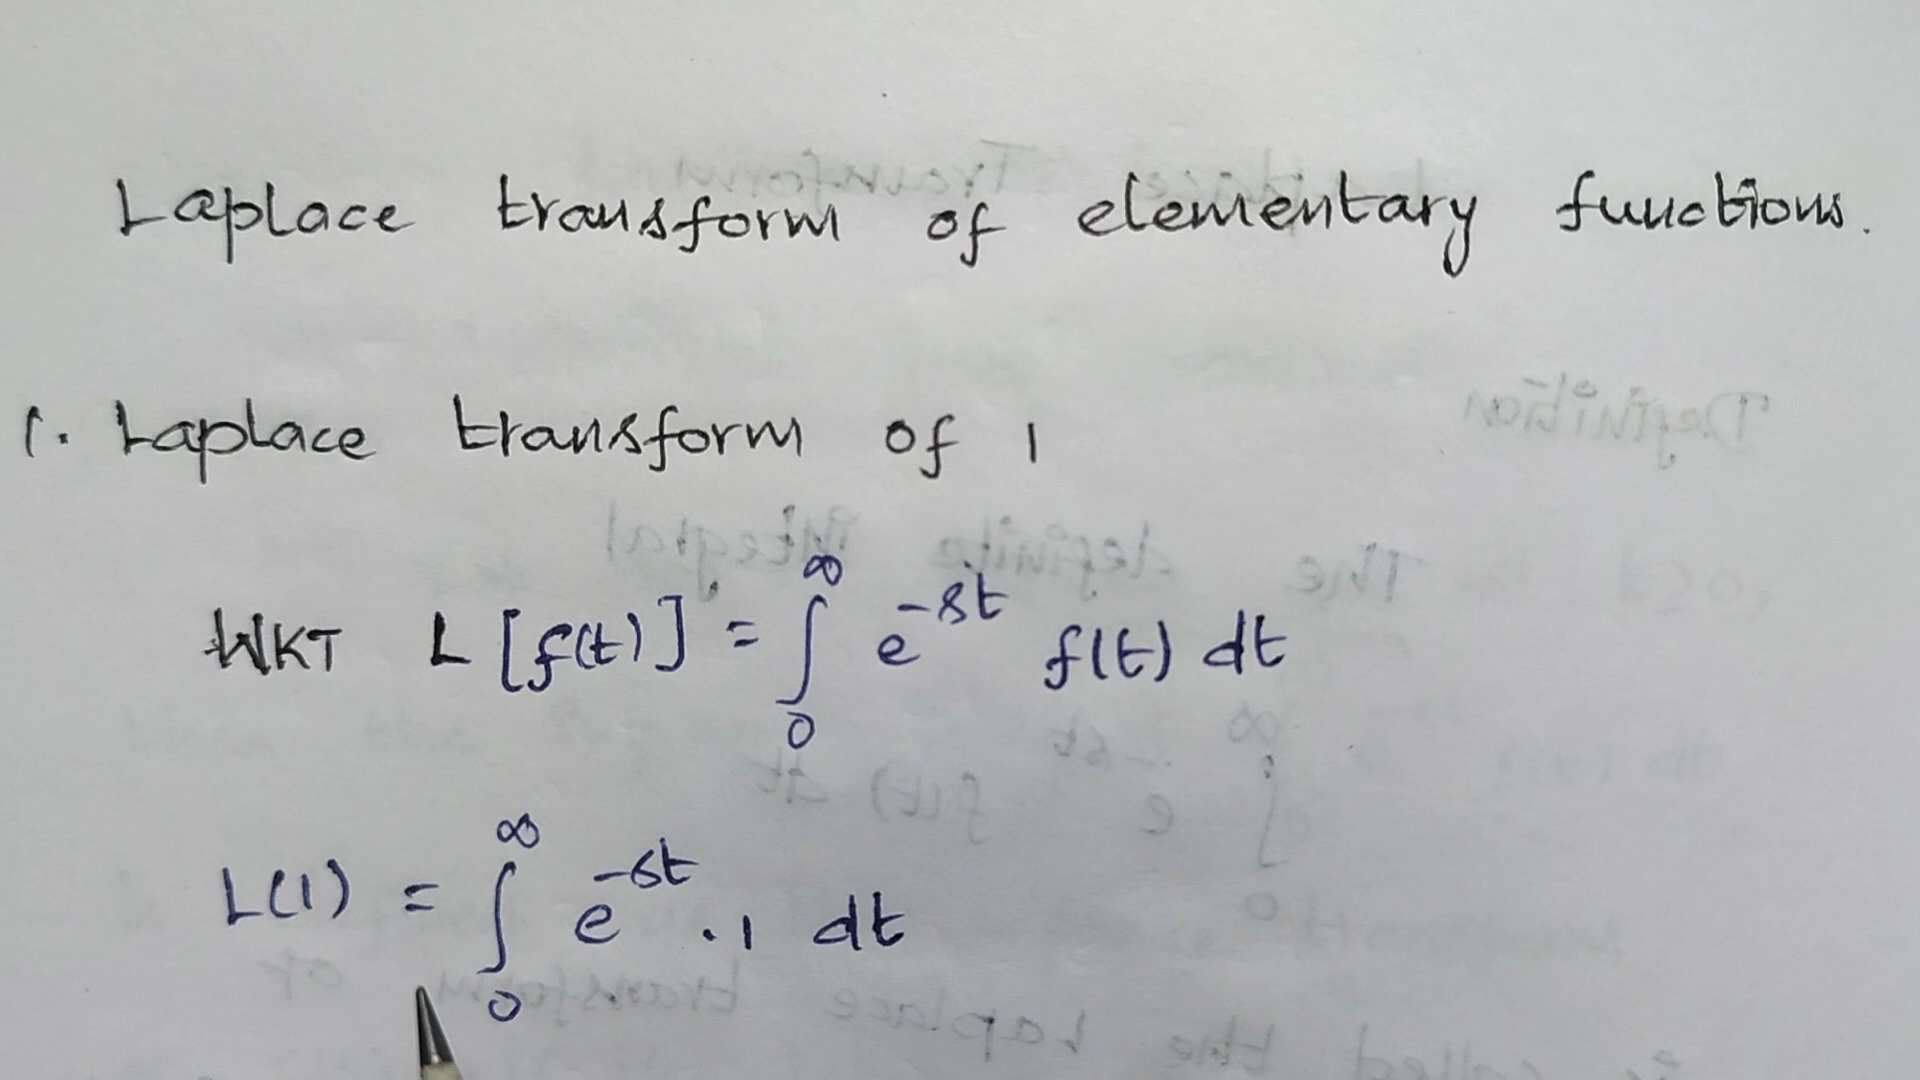 Laplace transform of elementary functions.
1. Laplace transform of 1
WKT L [f(t)] = ∫₀^∞ e^{-st} f(t) dt
L(1) = ∫₀^∞ e^{-st} . 1 dt